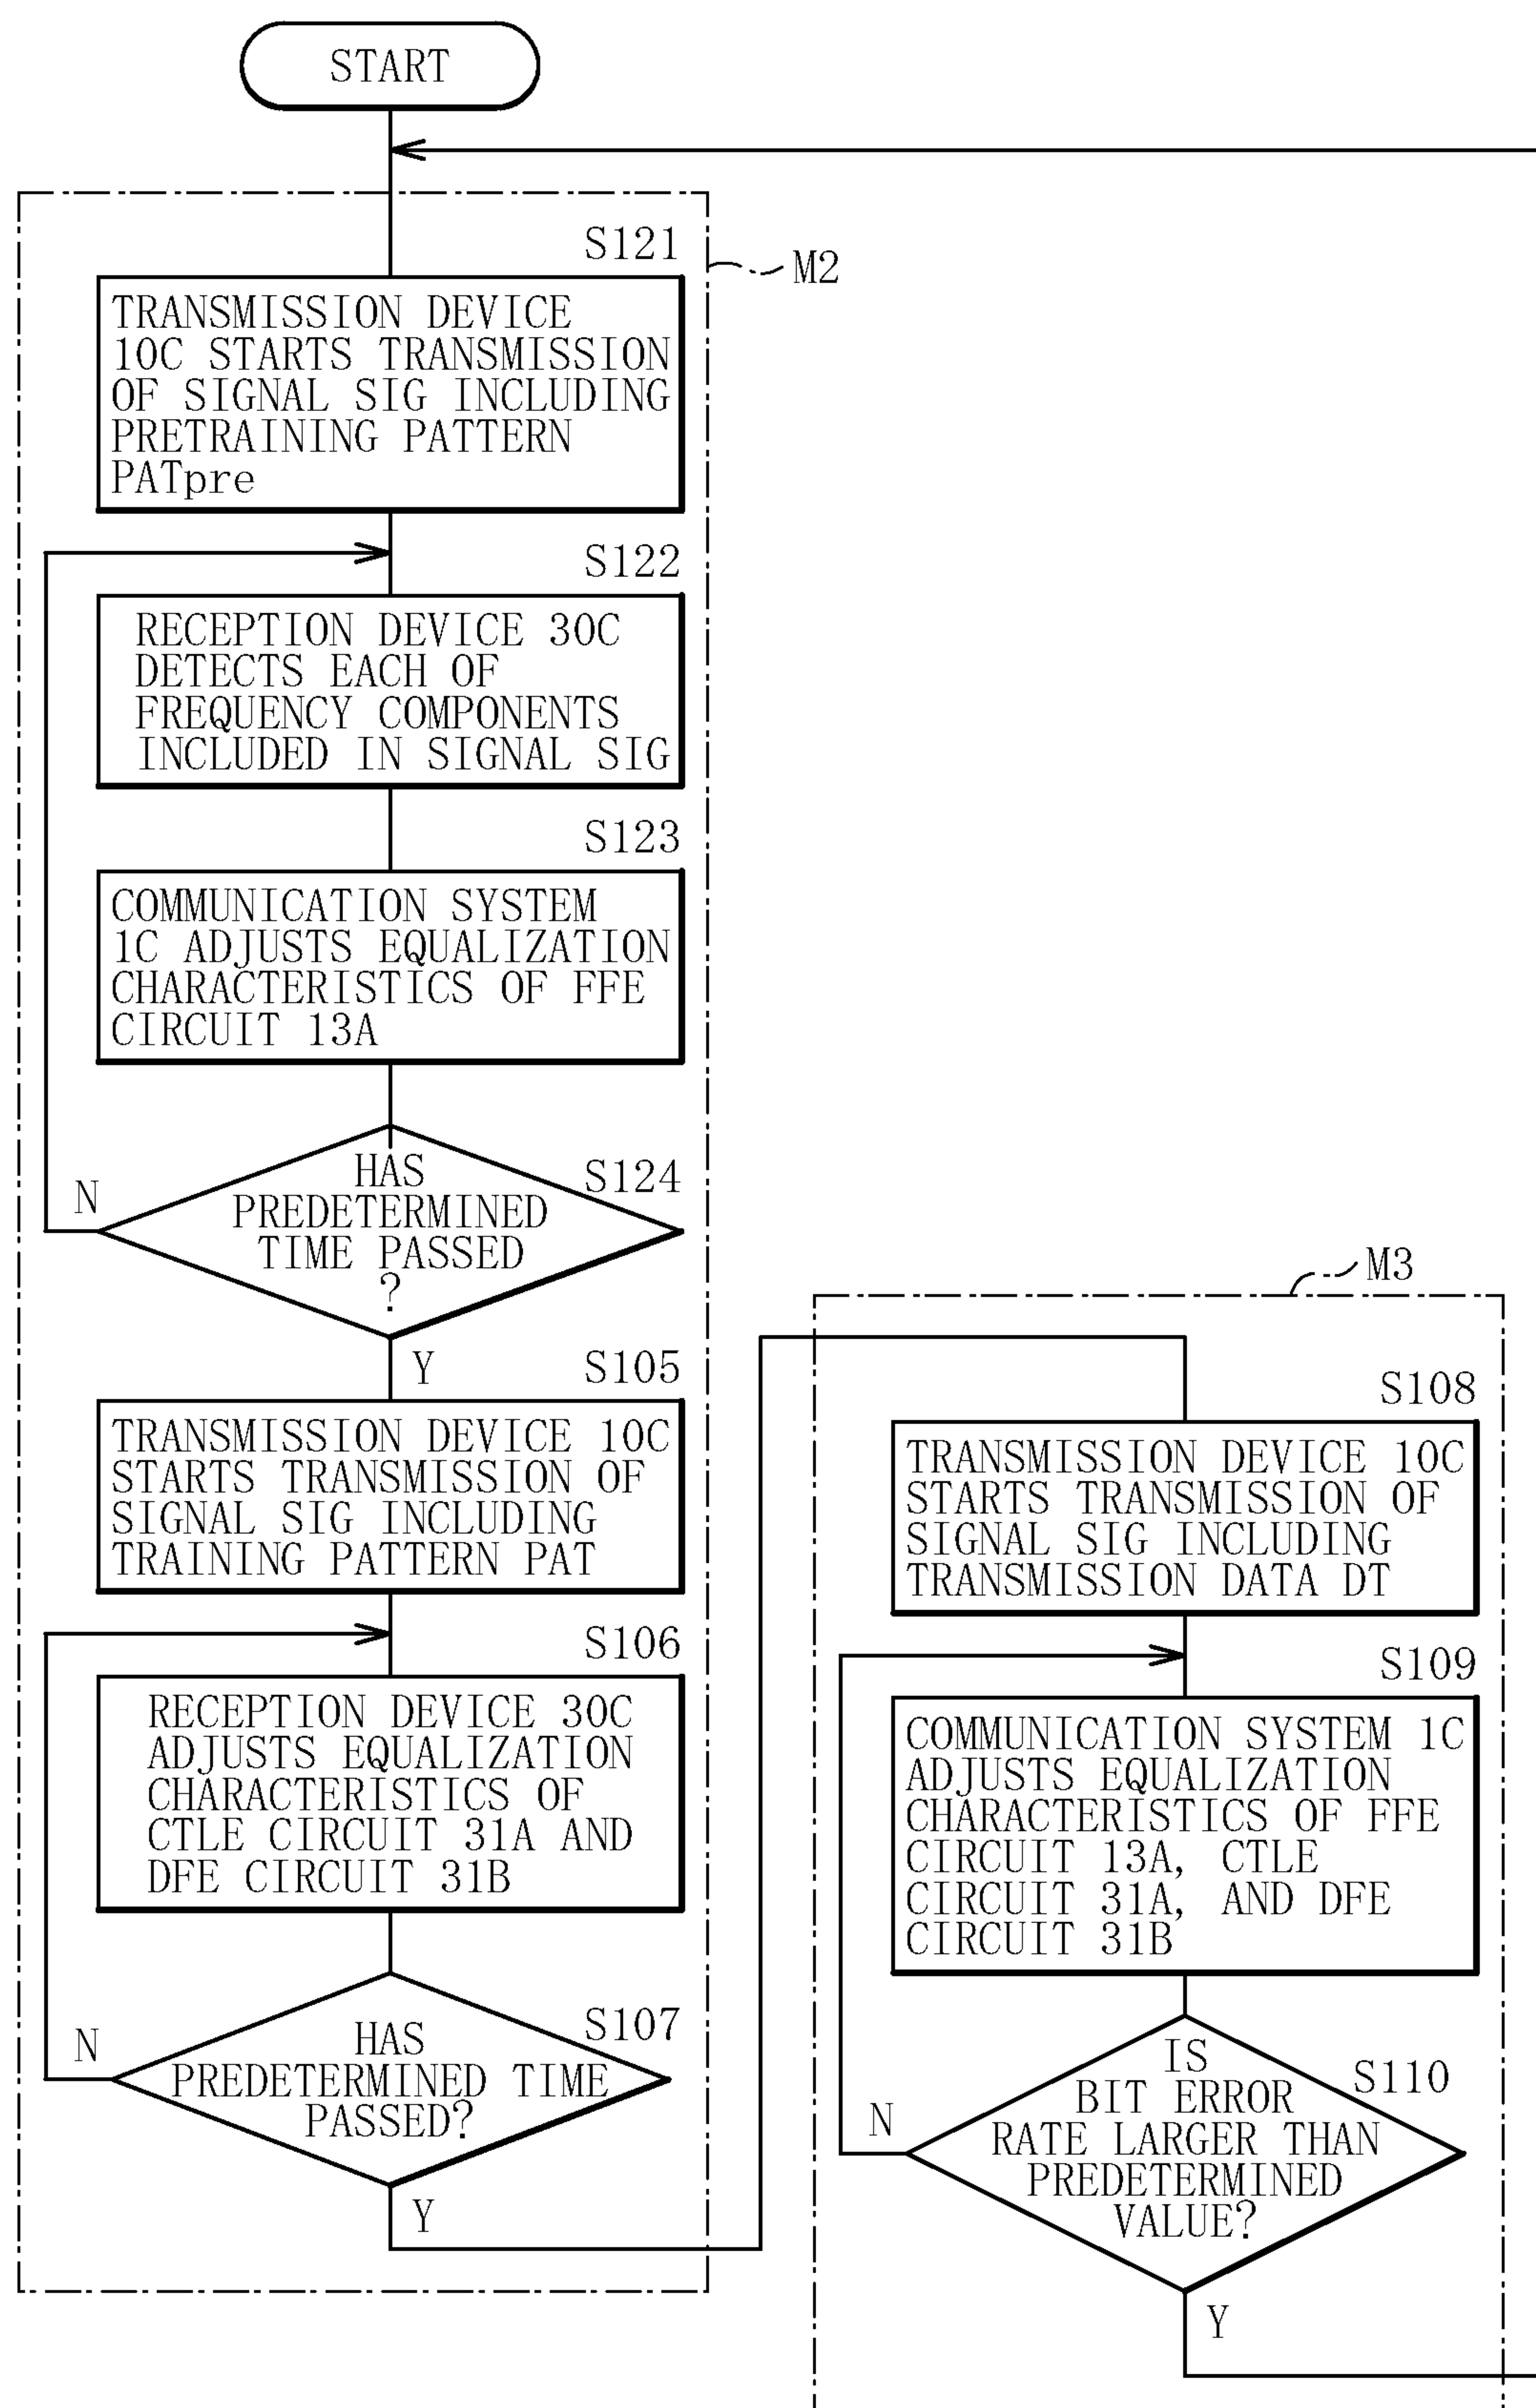 START
M2
S121
TRANSMISSION DEVICE
10C STARTS TRANSMISSION
OF SIGNAL SIG INCLUDING
PRETRAINING PATTERN
PATpre
S122
RECEPTION DEVICE 30C
DETECTS EACH OF
FREQUENCY COMPONENTS
INCLUDED IN SIGNAL SIG
S123
COMMUNICATION SYSTEM
1C ADJUSTS EQUALIZATION
CHARACTERISTICS OF FFE
CIRCUIT 13A
S124
HAS
PREDETERMINED
TIME PASSED
?
N
Y
S105
TRANSMISSION DEVICE 10C
STARTS TRANSMISSION OF
SIGNAL SIG INCLUDING
TRAINING PATTERN PAT
S106
RECEPTION DEVICE 30C
ADJUSTS EQUALIZATION
CHARACTERISTICS OF
CTLE CIRCUIT 31A AND
DFE CIRCUIT 31B
S107
HAS
PREDETERMINED TIME
PASSED?
N
Y
M3
S108
TRANSMISSION DEVICE 10C
STARTS TRANSMISSION OF
SIGNAL SIG INCLUDING
TRANSMISSION DATA DT
S109
COMMUNICATION SYSTEM 1C
ADJUSTS EQUALIZATION
CHARACTERISTICS OF FFE
CIRCUIT 13A, CTLE
CIRCUIT 31A, AND DFE
CIRCUIT 31B
S110
IS
BIT ERROR
RATE LARGER THAN
PREDETERMINED
VALUE?
N
Y